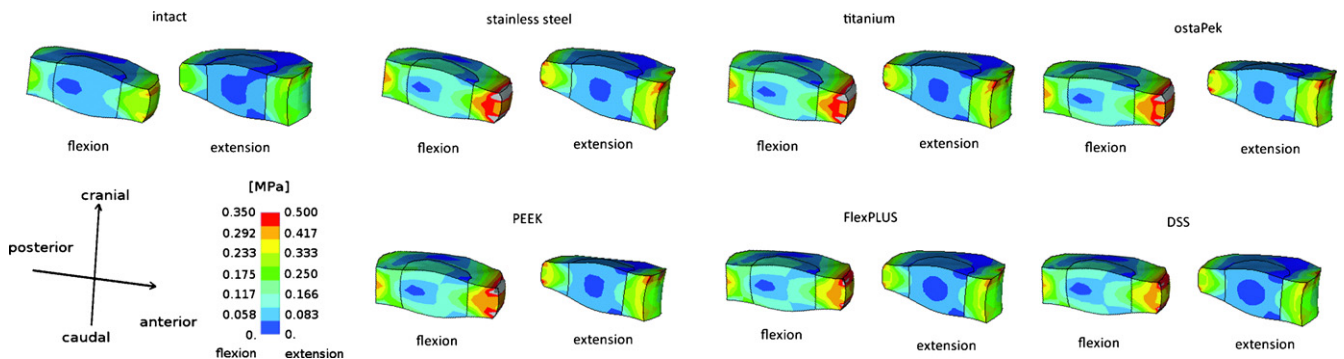 intact
stainless steel
titanium
ostaPek
flexion
extension
flexion
extension
flexion
extension
flexion
extension
[MPa]
cranial
posterior
anterior
caudal
0.350 0.500
0.292 0.417
0.233 0.333
0.175 0.250
0.117 0.166
0.058 0.083
0. 0.
flexion extension
PEEK
FlexPLUS
DSS
flexion
extension
flexion
extension
flexion
extension